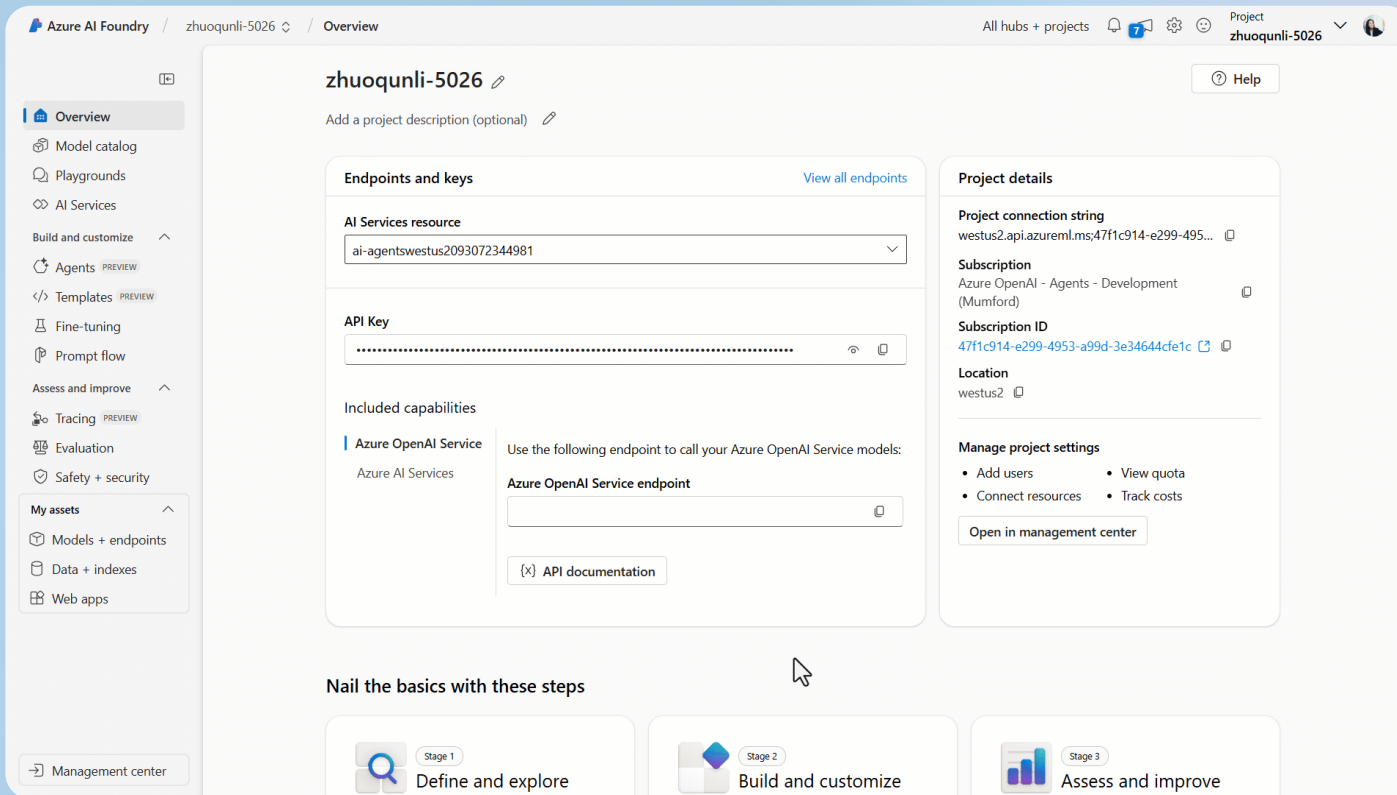 Azure AI Foundry / zhuoqunli-5026 / Overview
All hubs + projects
7
Project
zhuoqunli-5026
Overview
Model catalog
Playgrounds
AI Services
Build and customize
Agents PREVIEW
Templates PREVIEW
Fine-tuning
Prompt flow
Assess and improve
Tracing PREVIEW
Evaluation
Safety + security
My assets
Models + endpoints
Data + indexes
Web apps
Management center
zhuoqunli-5026
Help
Add a project description (optional)
Endpoints and keys
View all endpoints
AI Services resource
ai-agentswestus2093072344981
API Key
••••••••••••••••••••••••••••••••••••••••••••••••••••••••••••••••••••••••••••••••••••
Included capabilities
Azure OpenAI Service
Azure AI Services
Use the following endpoint to call your Azure OpenAI Service models:
Azure OpenAI Service endpoint
{x} API documentation
Project details
Project connection string
westus2.api.azureml.ms;47f1c914-e299-495...
Subscription
Azure OpenAI - Agents - Development
(Mumford)
Subscription ID
47f1c914-e299-4953-a99d-3e34644cfe1c
Location
westus2
Manage project settings
• Add users
• View quota
• Connect resources
• Track costs
Open in management center
Nail the basics with these steps
Stage 1
Define and explore
Stage 2
Build and customize
Stage 3
Assess and improve